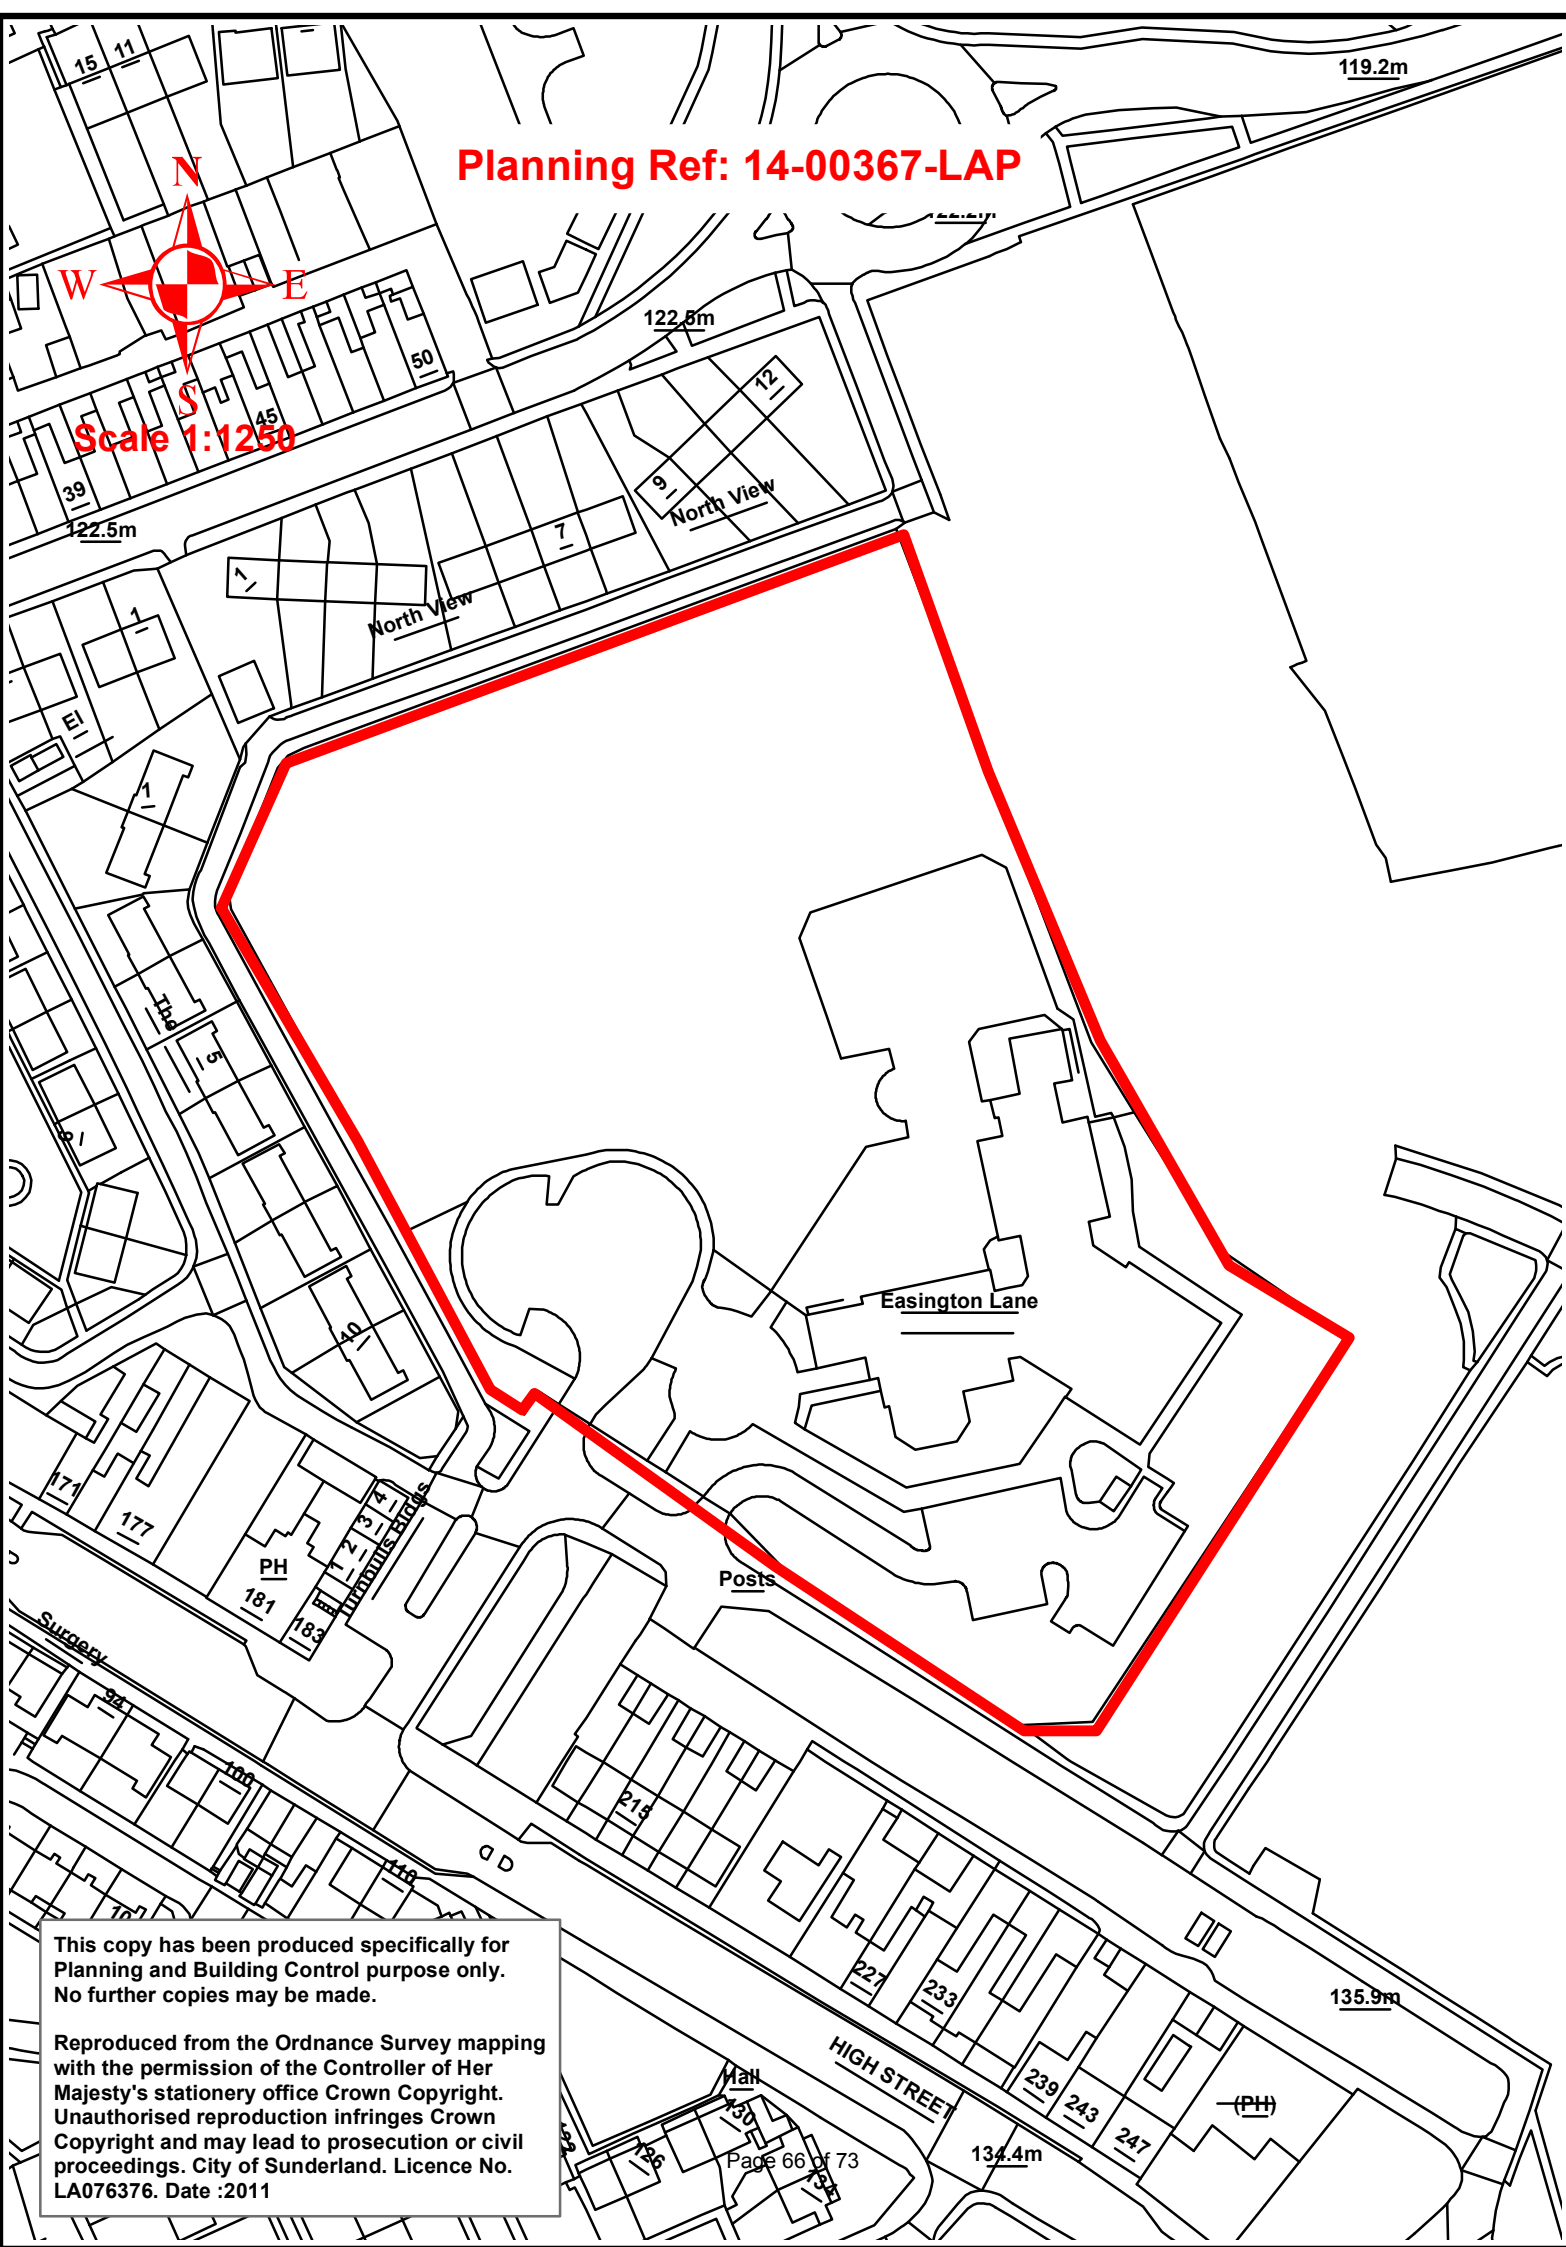 15
11
119.2m
Planning Ref: 14-00367-LAP
N
122.2m
W
E
122.5m
50
12
S
45
Scale 1:1250
39
9
North View
122.5m
7
1
North View
1
El
1
The
5
9
Easington Lane
10
171
4
177
3
2
1
Turnbulls Bldgs
PH
Posts
181
183
Surgery
94
100
215
110
227
233
135.9m
This copy has been produced specifically for
Planning and Building Control purpose only.
No further copies may be made.
Reproduced from the Ordnance Survey mapping
with the permission of the Controller of Her
Majesty's stationery office Crown Copyright.
Unauthorised reproduction infringes Crown
Copyright and may lead to prosecution or civil
proceedings. City of Sunderland. Licence No.
LA076376. Date :2011
HIGH STREET
Hall
239
243
(PH)
130
247
126
134.4m
Page 66 of 73
134